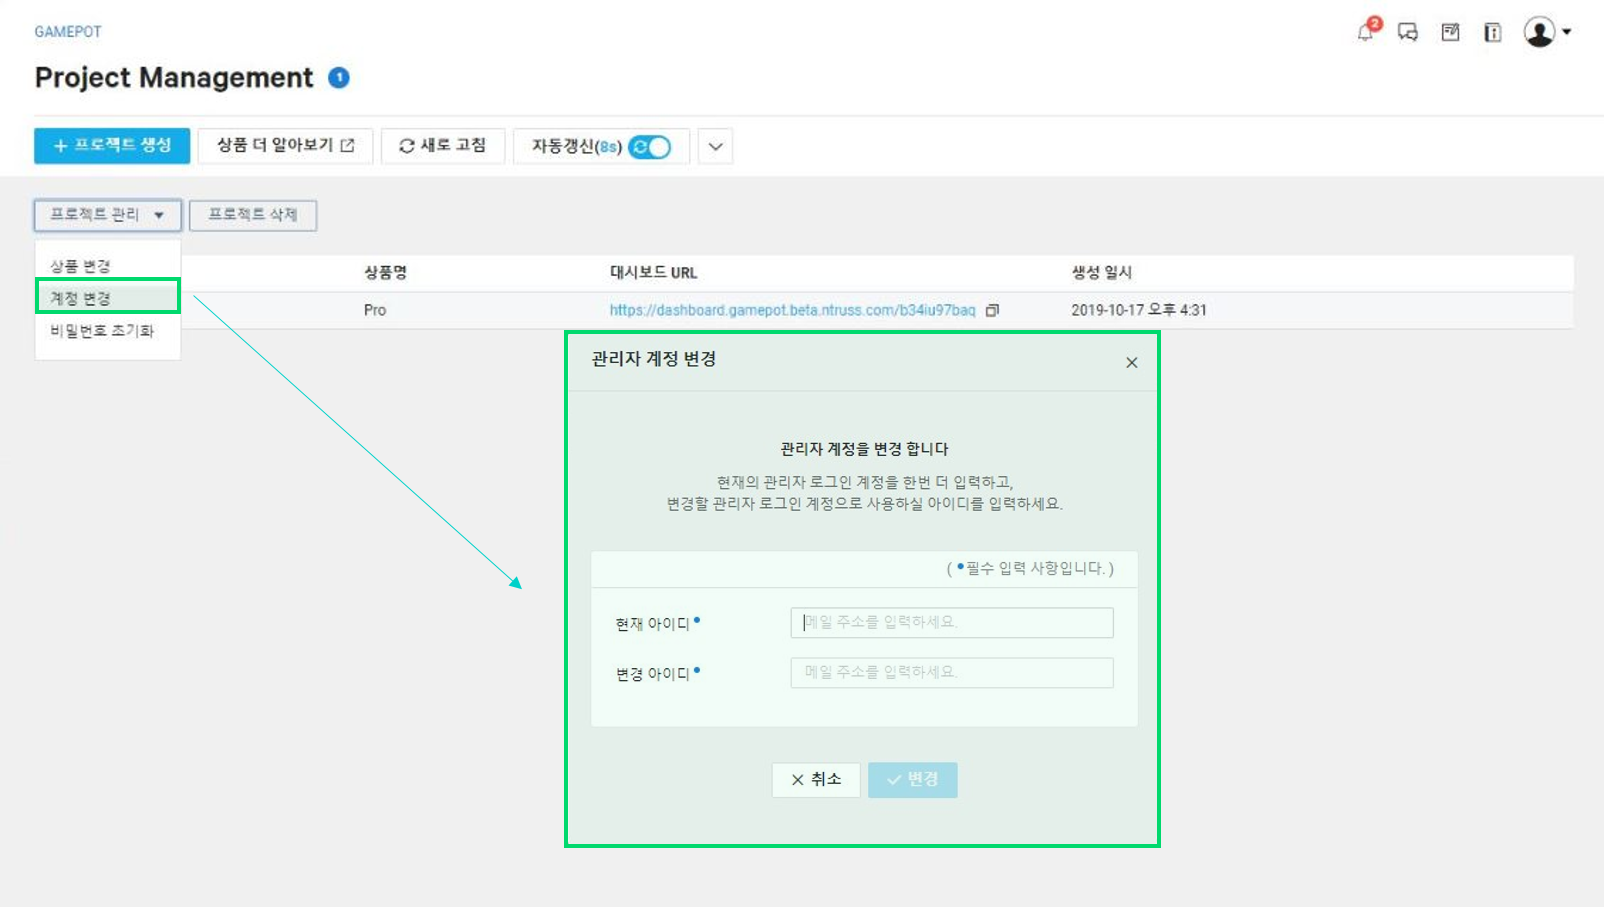 GAMEPOT
2
Project Management 1
+ 프로젝트 생성
상품 더 알아보기
새로 고침
자동갱신(8s)
프로젝트 관리
프로젝트 삭제
상품 변경
계정 변경
비밀번호 초기화
상품명
대시보드 URL
생성 일시
Pro
https://dashboard.gamepot.beta.ntruss.com/b34iu97baq
2019-10-17 오후 4:31
관리자 계정 변경
관리자 계정을 변경 합니다
현재의 관리자 로그인 계정을 한번 더 입력하고,
변경할 관리자 로그인 계정으로 사용하실 아이디를 입력하세요.
( •필수 입력 사항입니다. )
현재 아이디•
메일 주소를 입력하세요.
변경 아이디•
메일 주소를 입력하세요.
취소
변경